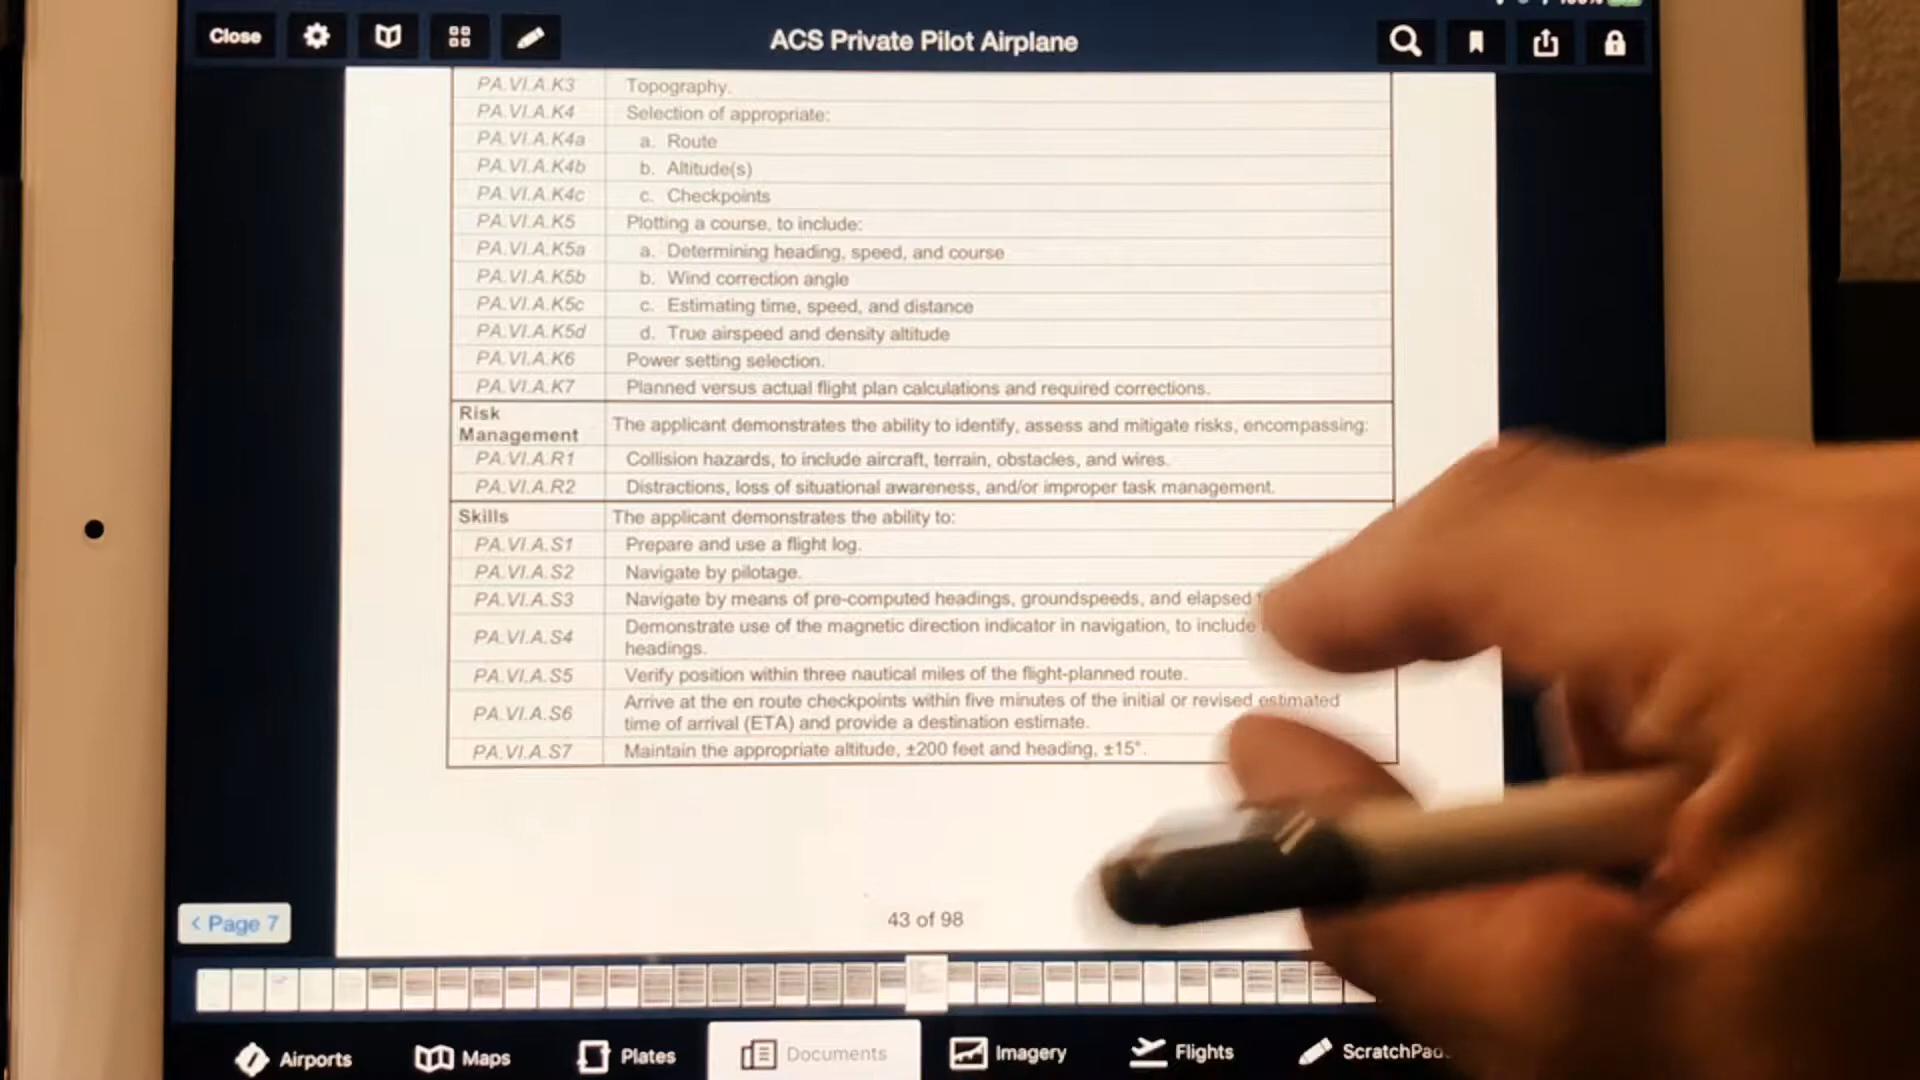 Close
ACS Private Pilot Airplane
PA.VI.A.K3 Topography.
PA.VI.A.K4 Selection of appropriate:
PA.VI.A.K4a a. Route
PA.VI.A.K4b b. Altitude(s)
PA.VI.A.K4c c. Checkpoints
PA.VI.A.K5 Plotting a course, to include:
PA.VI.A.K5a a. Determining heading, speed, and course
PA.VI.A.K5b b. Wind correction angle
PA.VI.A.K5c c. Estimating time, speed, and distance
PA.VI.A.K5d d. True airspeed and density altitude
PA.VI.A.K6 Power setting selection.
PA.VI.A.K7 Planned versus actual flight plan calculations and required corrections.
Risk
Management The applicant demonstrates the ability to identify, assess and mitigate risks, encompassing:
PA.VI.A.R1 Collision hazards, to include aircraft, terrain, obstacles, and wires.
PA.VI.A.R2 Distractions, loss of situational awareness, and/or improper task management.
Skills The applicant demonstrates the ability to:
PA.VI.A.S1 Prepare and use a flight log.
PA.VI.A.S2 Navigate by pilotage.
PA.VI.A.S3 Navigate by means of pre-computed headings, groundspeeds, and elapsed
PA.VI.A.S4 Demonstrate use of the magnetic direction indicator in navigation, to include
headings.
PA.VI.A.S5 Verify position within three nautical miles of the flight-planned route.
PA.VI.A.S6 Arrive at the en route checkpoints within five minutes of the initial or revised estimated
time of arrival (ETA) and provide a destination estimate.
PA.VI.A.S7 Maintain the appropriate altitude, ±200 feet and heading, ±15°.
< Page 7
43 of 98
Airports Maps Plates Documents Imagery Flights ScratchPad